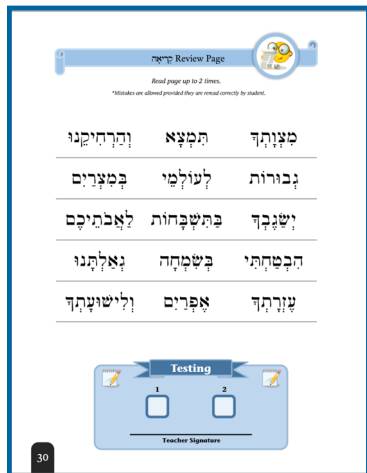 קְרִיאָה Review Page
Read page up to 2 times.
*Mistakes are allowed provided they are reread correctly by student.
מִצְוָתְךָ תִּמְצָא וְהַרְחִיקֵנוּ
גְבוּרוֹת לְעוֹלְמֵי בְּמִצְרַיִם
יְשַׂגֶבְךָ בַּתִּשְׁבָּחוֹת לַאֲבֹתֵיכֶם
הִבְטַחְתִּי בְּשִׂמְחָה גְאַלְתָּנוּ
עֶזְרָתְךָ אֶפְרַיִם וְלִישׁוּעָתְךָ
Testing
1 2
Teacher Signature
30